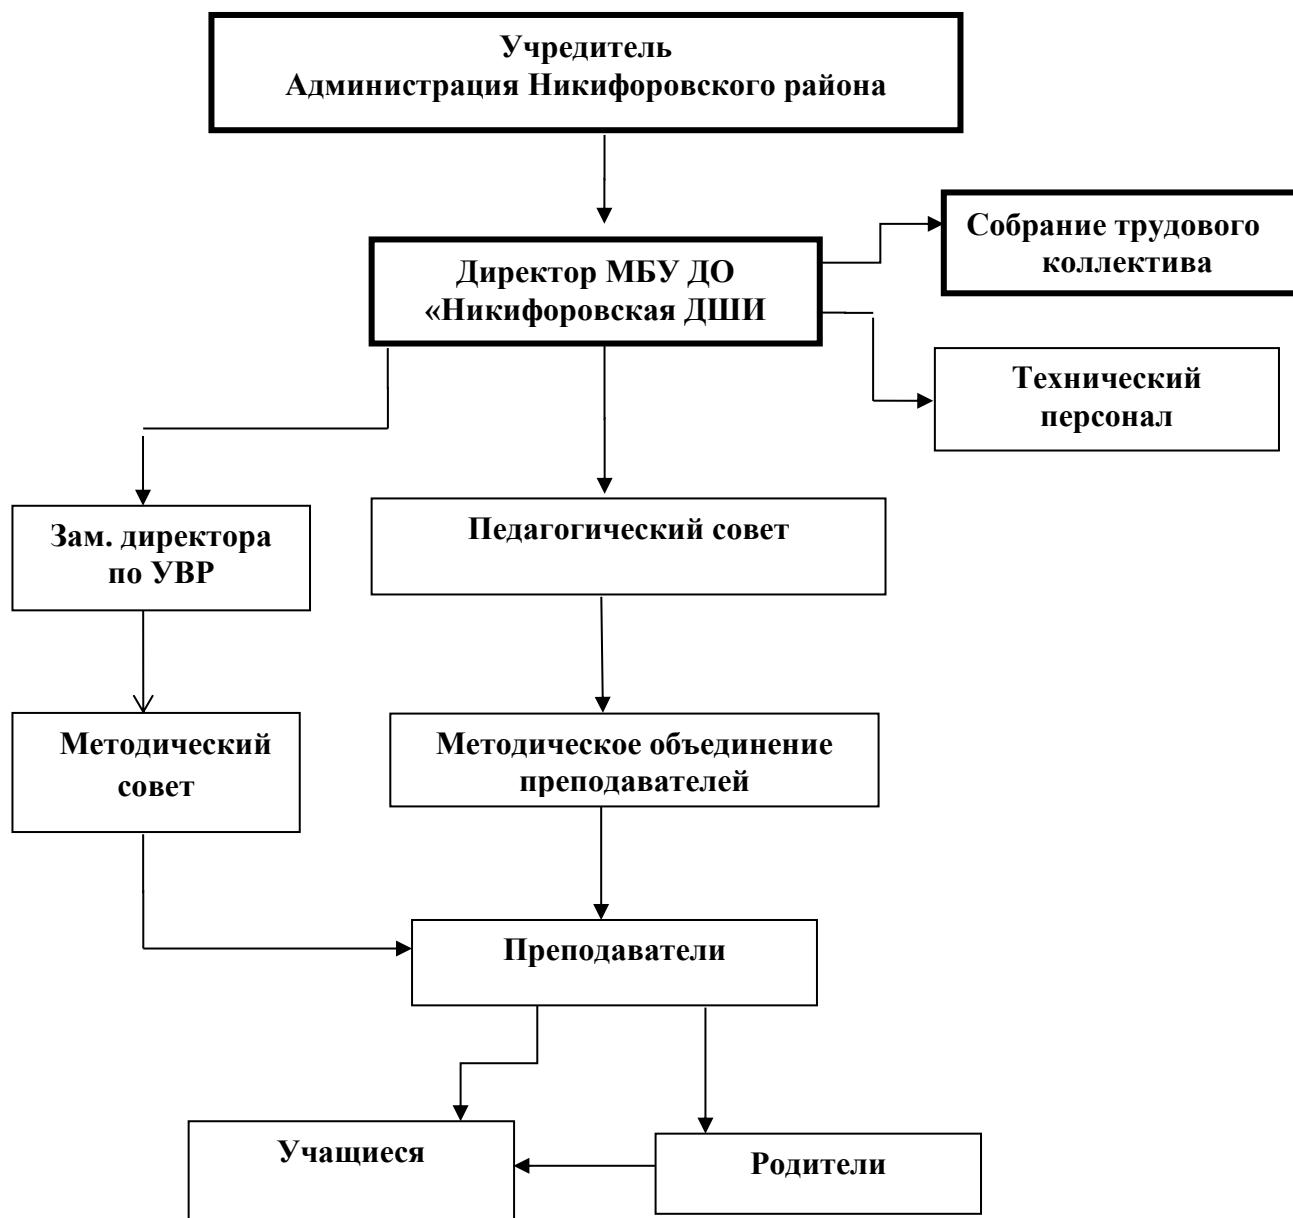 Учредитель
Администрация Никифоровского района
Собрание трудового
коллектива
Директор МБУ ДО
«Никифоровская ДШИ
Технический
персонал
Зам. директора
по УВР
Педагогический совет
Методический
совет
Методическое объединение
преподавателей
Преподаватели
Учащиеся
Родители